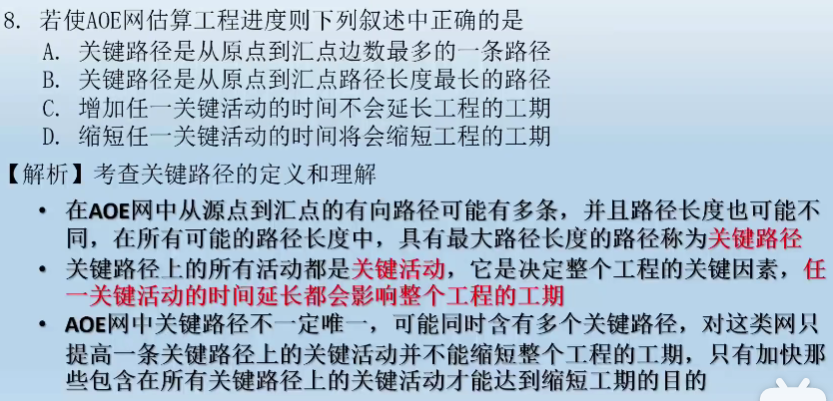 8. 若使AOE网估算工程进度则下列叙述中正确的是
A. 关键路径是从原点到汇点边数最多的一条路径
B. 关键路径是从原点到汇点路径长度最长的路径
C. 增加任一关键活动的时间不会延长工程的工期
D. 缩短任一关键活动的时间将会缩短工程的工期
【解析】考查关键路径的定义和理解
• 在AOE网中从源点到汇点的有向路径可能有多条，并且路径长度也可能不
同，在所有可能的路径长度中，具有最大路径长度的路径称为关键路径
• 关键路径上的所有活动都是关键活动，它是决定整个工程的关键因素，任
一关键活动的时间延长都会影响整个工程的工期
• AOE网中关键路径不一定唯一，可能同时含有多个关键路径，对这类网只
提高一条关键路径上的关键活动并不能缩短整个工程的工期，只有加快那
些包含在所有关键路径上的关键活动才能达到缩短工期的目的